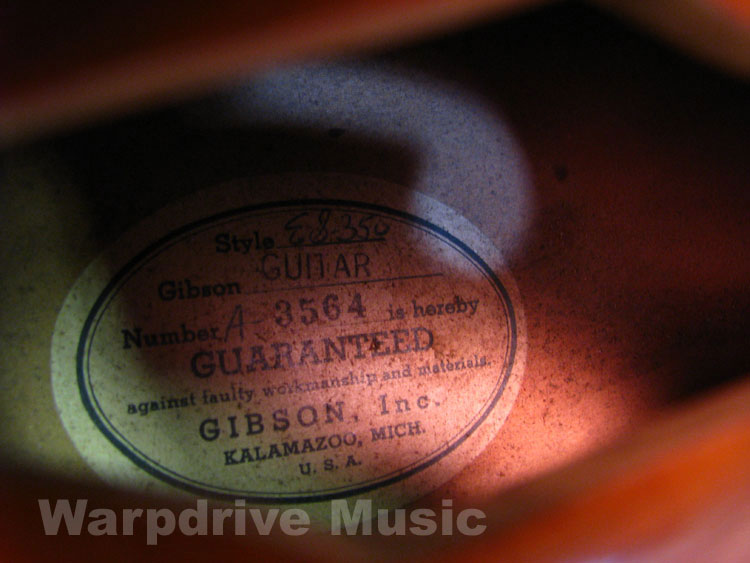 Style ES-350
Gibson GUITAR
Number A- 3564 is hereby
GUARANTEED
against faulty workmanship and materials.
GIBSON, Inc.
KALAMAZOO, MICH.
U. S. A.
Warpdrive Music